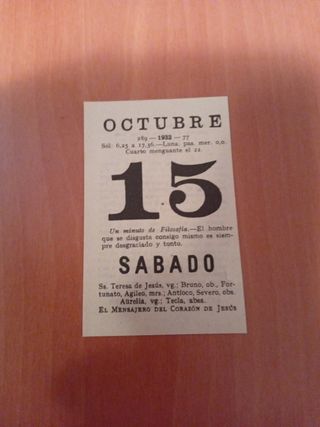 OCTUBRE
289 — 1932 — 77
Sol 6,25 a 17,36.—Luna, pas. mer. 0,0.
Cuarto menguante el 22
15
Un minuto de Filosofía.—El hombre
que se disgusta consigo mismo es siem-
pre desgraciado y tonto.
SABADO
Ss. Teresa de Jesús, vg.; Bruno, ob., For-
tunato, Agileo, mrs.; Antíoco, Severo, obs.
Aurelia, vg.; Tecla, abas.
EL MENSAJERO DEL CORAZÓN DE JESÚS